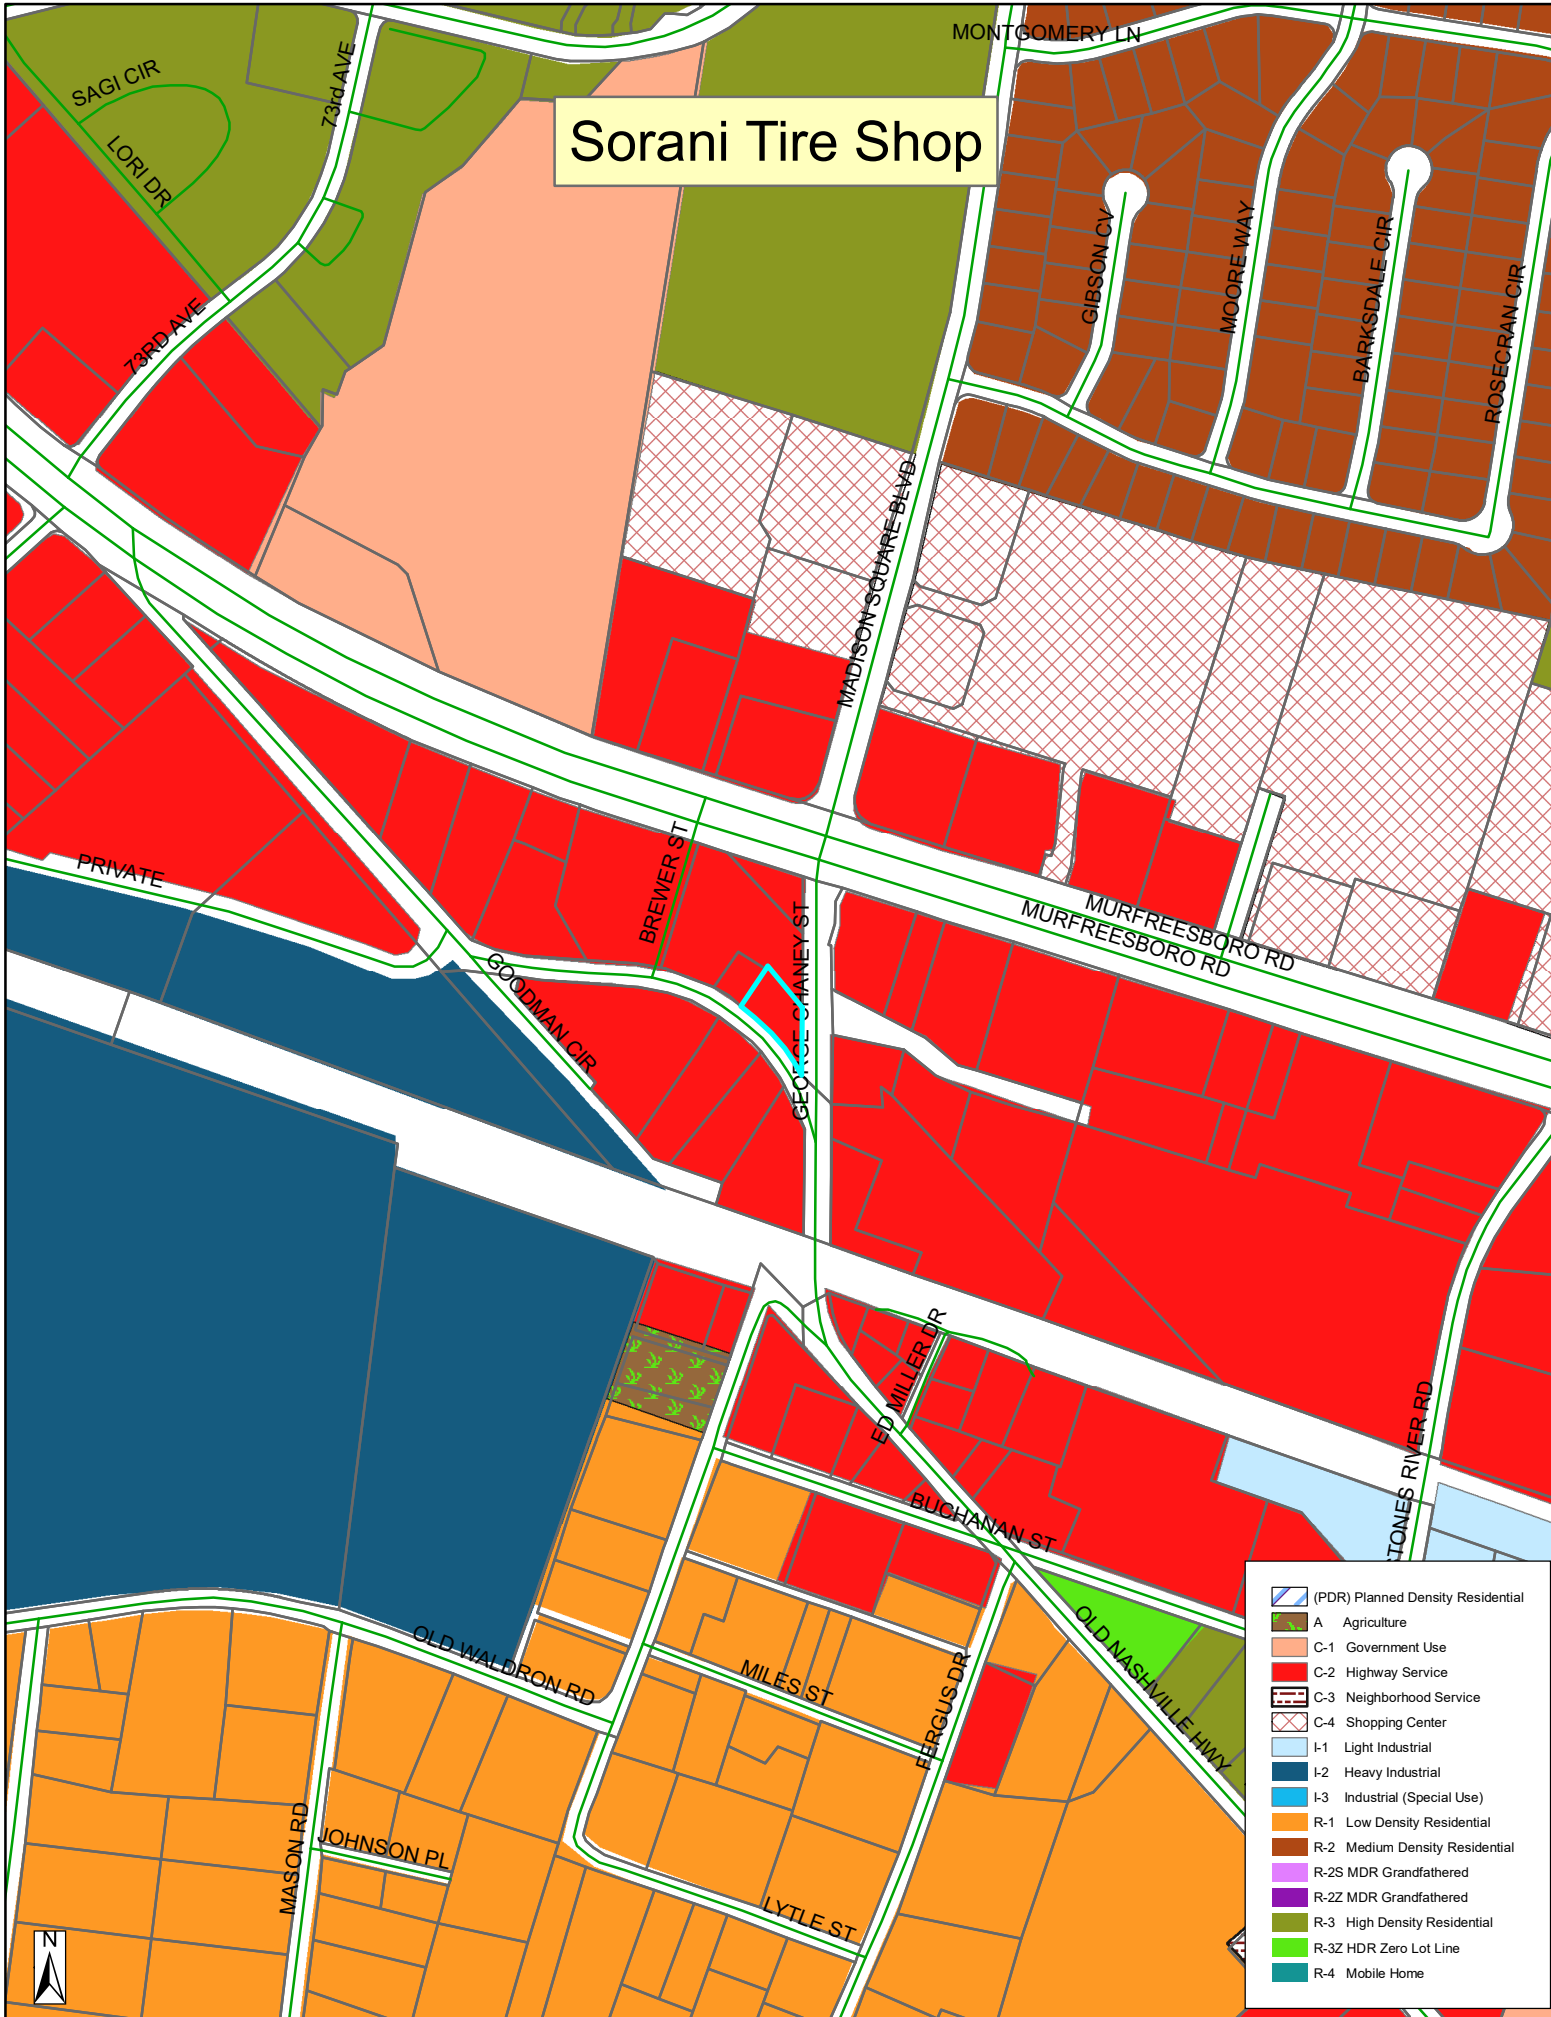 MONTGOMERY LN
73rd AVE
SAGI CIR
Sorani Tire Shop
LORI DR
GIBSON CV
MOORE WAY
BARKSDALE CIR
ROSECRAN CIR
73RD AVE
MADISON SQUARE BLVD
BREWER ST
PRIVATE
GEORGE CHANEY ST
MURFREESBORO RD
MURFREESBORO RD
GOODMAN CIR
ED MILLER DR
STONES RIVER RD
BUCHANAN ST
OLD WALDRON RD
MILES ST
FERGUS DR
OLD NASHVILLE HWY
MASON RD
JOHNSON PL
LYTLE ST
N
(PDR) Planned Density Residential
A Agriculture
C-1 Government Use
C-2 Highway Service
C-3 Neighborhood Service
C-4 Shopping Center
I-1 Light Industrial
I-2 Heavy Industrial
I-3 Industrial (Special Use)
R-1 Low Density Residential
R-2 Medium Density Residential
R-2S MDR Grandfathered
R-2Z MDR Grandfathered
R-3 High Density Residential
R-3Z HDR Zero Lot Line
R-4 Mobile Home